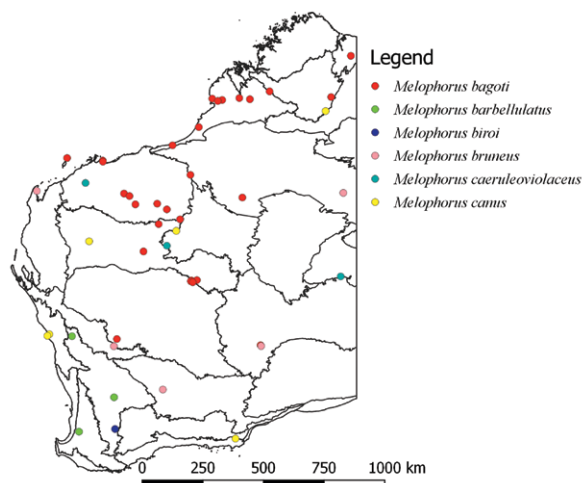 Legend
Melophorus bagoti
Melophorus barbellulatus
Melophorus biroi
Melophorus bruneus
Melophorus caeruleoviolaceus
Melophorus canus
0 250 500 750 1000 km